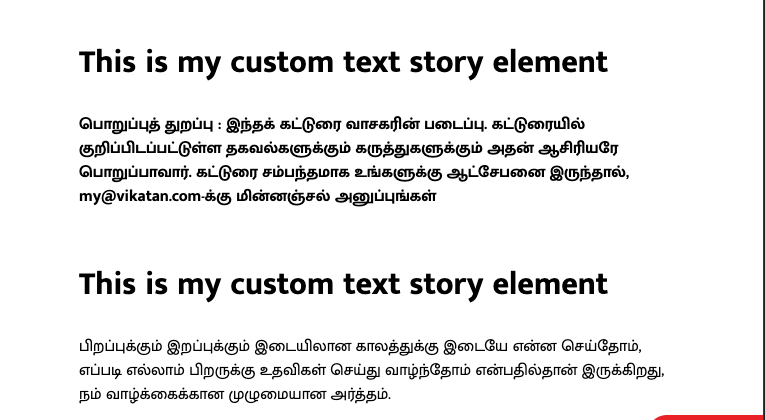 This is my custom text story element
பொறுப்புத் துறப்பு : இந்தக் கட்டுரை வாசகரின் படைப்பு. கட்டுரையில்
குறிப்பிடப்பட்டுள்ள தகவல்களுக்கும் கருத்துகளுக்கும் அதன் ஆசிரியரே
பொறுப்பாவார். கட்டுரை சம்பந்தமாக உங்களுக்கு ஆட்சேபனை இருந்தால்,
my@vikatan.com-க்கு மின்னஞ்சல் அனுப்புங்கள்
This is my custom text story element
பிறப்புக்கும் இறப்புக்கும் இடையிலான காலத்துக்கு இடையே என்ன செய்தோம்,
எப்படி எல்லாம் பிறருக்கு உதவிகள் செய்து வாழ்ந்தோம் என்பதில்தான் இருக்கிறது,
நம் வாழ்க்கைக்கான முழுமையான அர்த்தம்.